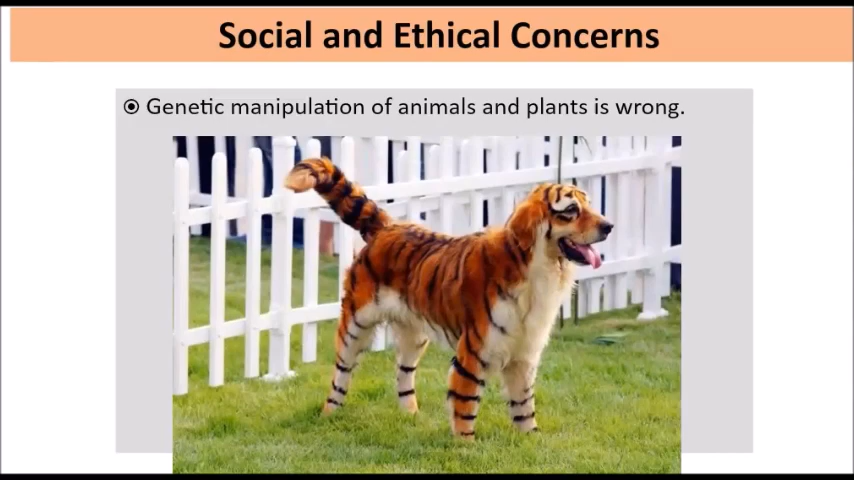 Social and Ethical Concerns
Genetic manipulation of animals and plants is wrong.